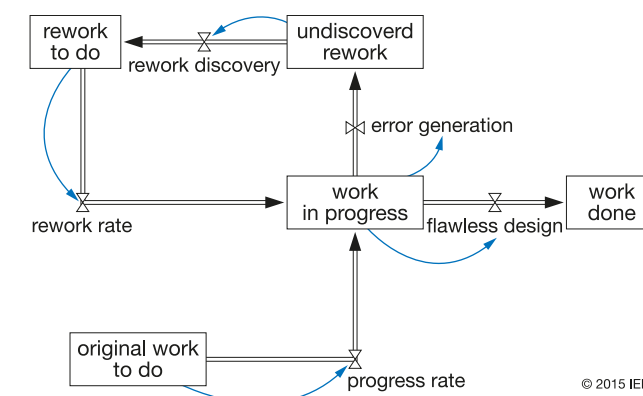 rework
to do
undiscoverd
rework
rework discovery
error generation
work
in progress
work
done
rework rate
flawless design
original work
to do
progress rate
© 2015 IE